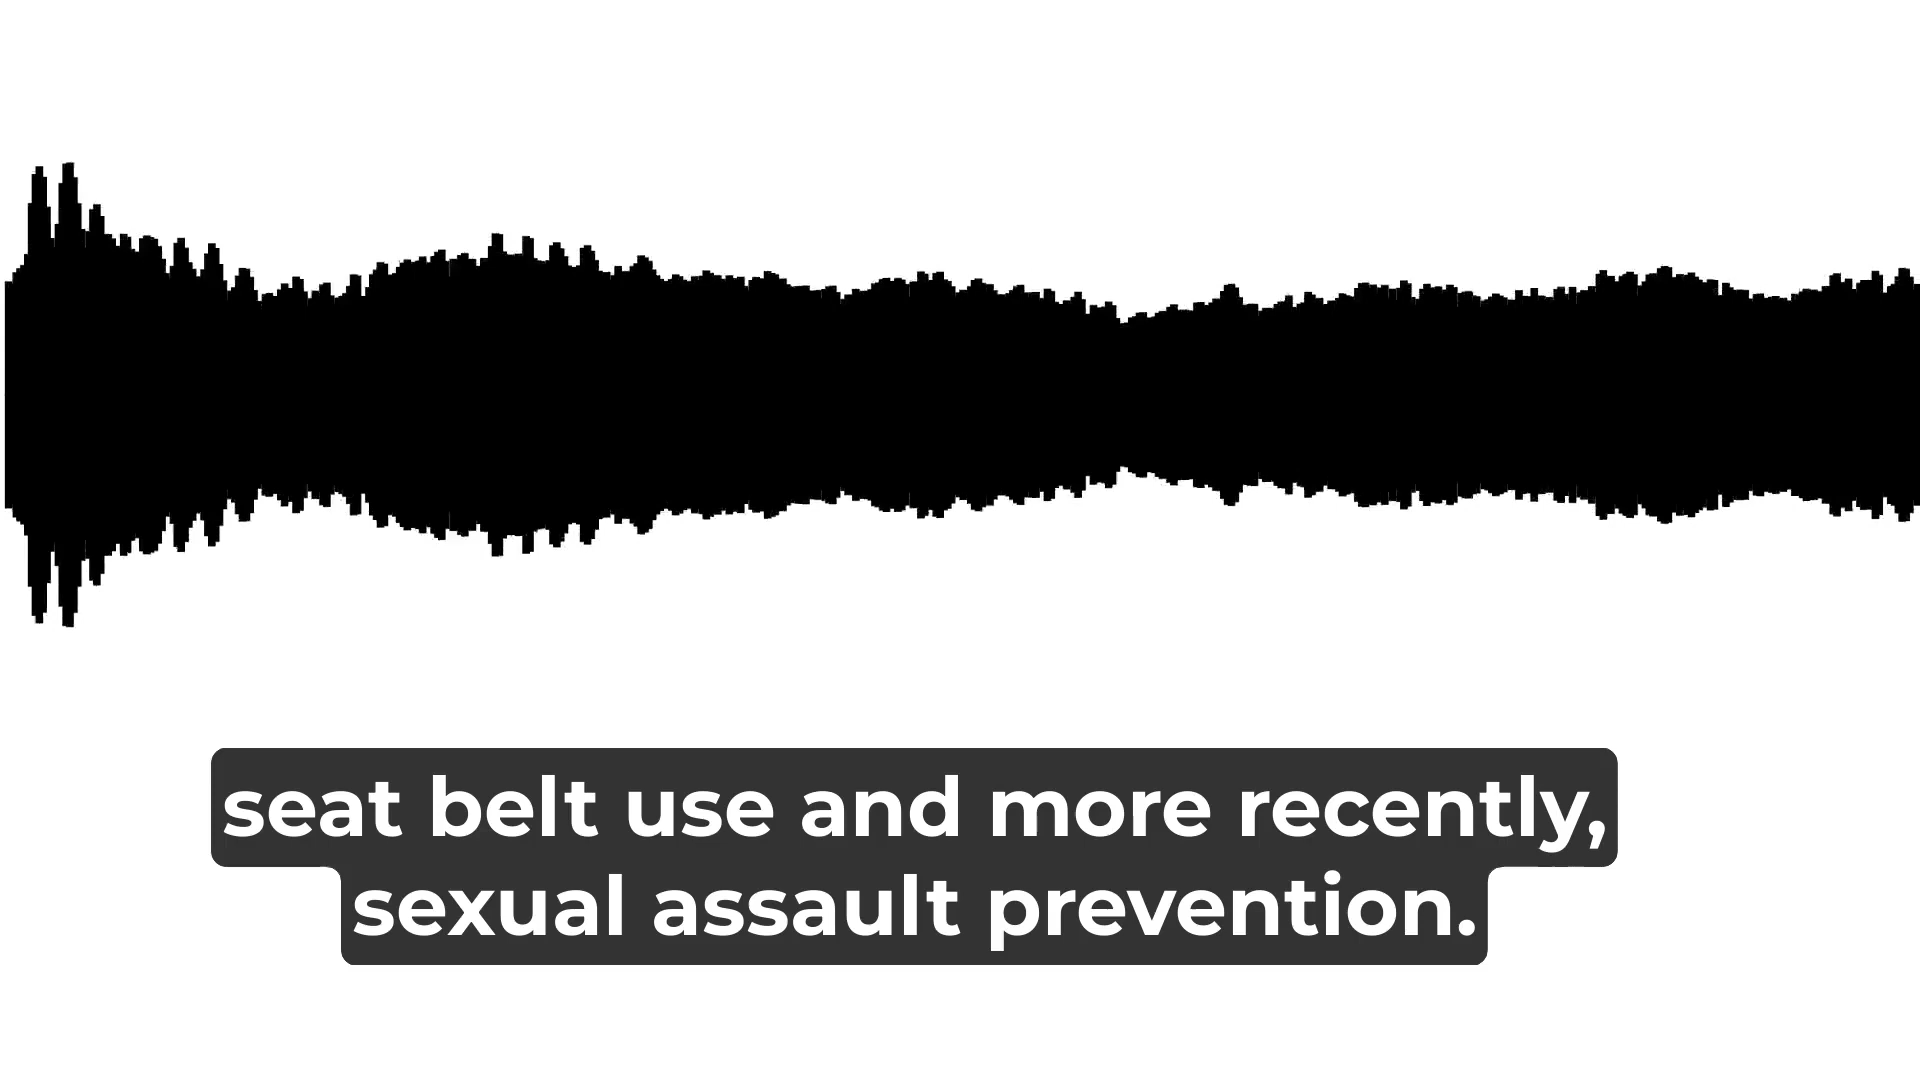 seat belt use and more recently,
sexual assault prevention.